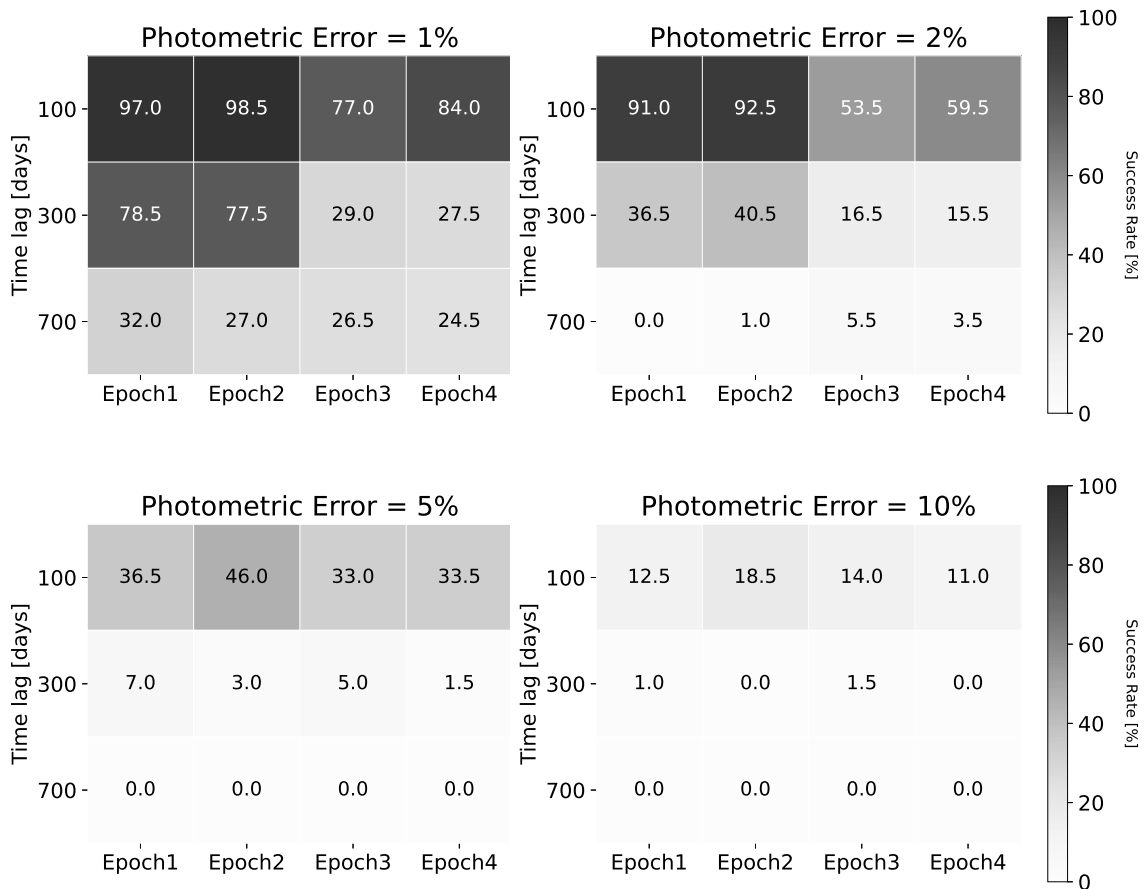 Photometric Error = 1%
Time lag [days]
100 97.0 98.5 77.0 84.0
300 78.5 77.5 29.0 27.5
700 32.0 27.0 26.5 24.5
Epoch1 Epoch2 Epoch3 Epoch4
Photometric Error = 2%
Time lag [days]
100 91.0 92.5 53.5 59.5
300 36.5 40.5 16.5 15.5
700 0.0 1.0 5.5 3.5
Epoch1 Epoch2 Epoch3 Epoch4
100
80
60
40
20
0
Success Rate [%]
Photometric Error = 5%
Time lag [days]
100 36.5 46.0 33.0 33.5
300 7.0 3.0 5.0 1.5
700 0.0 0.0 0.0 0.0
Epoch1 Epoch2 Epoch3 Epoch4
Photometric Error = 10%
Time lag [days]
100 12.5 18.5 14.0 11.0
300 1.0 0.0 1.5 0.0
700 0.0 0.0 0.0 0.0
Epoch1 Epoch2 Epoch3 Epoch4
100
80
60
40
20
0
Success Rate [%]